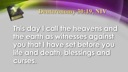 Deuteronomy 30:19, NIV
This day I call the heavens and
the earth as witnesses against
you that I have set before you
life and death, blessings and
curses.